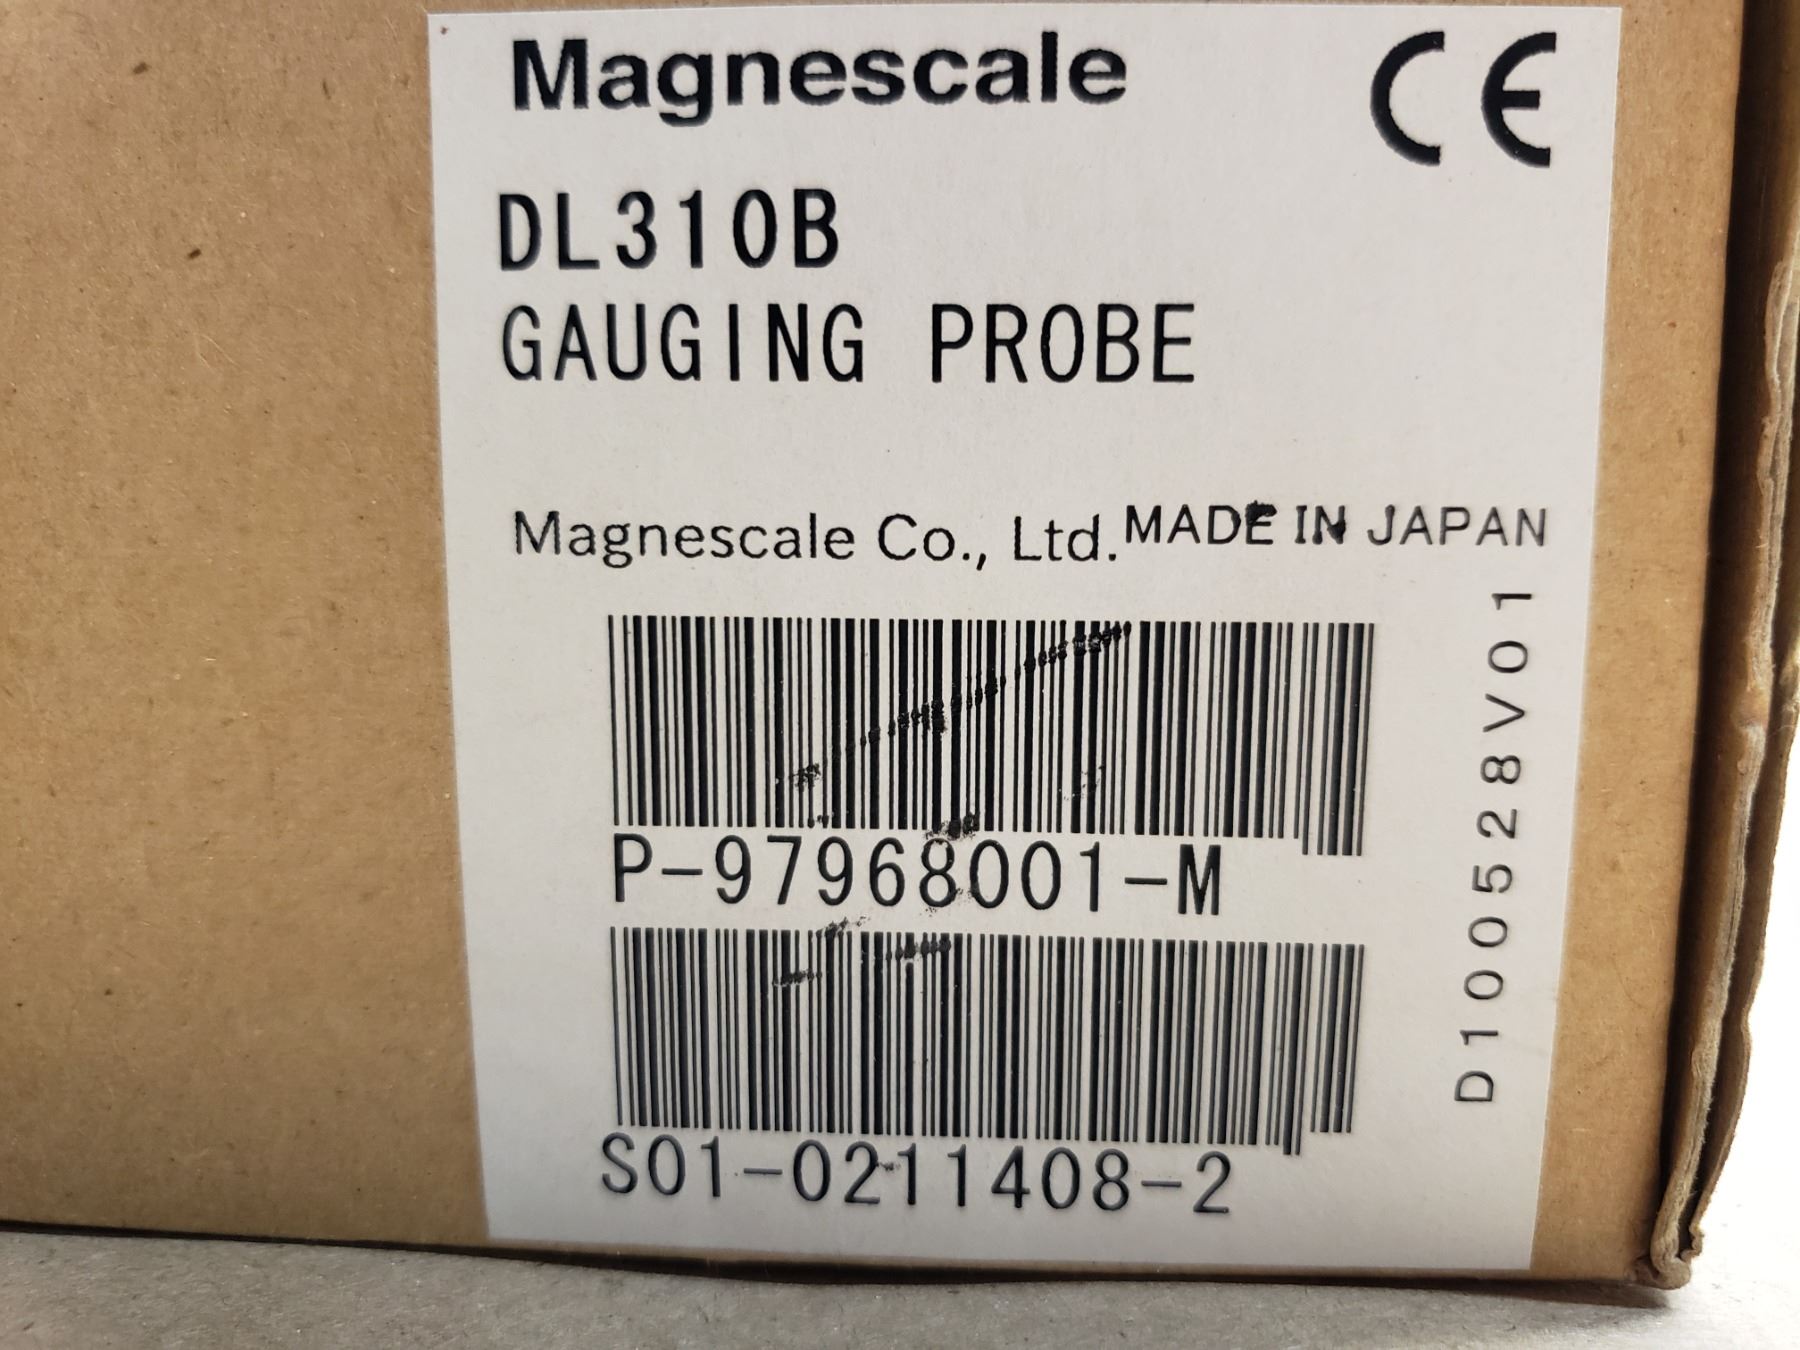 Magnescale CE
DL310B
GAUGING PROBE
Magnescale Co., Ltd. MADE IN JAPAN
P-97968001-M
S01-0211408-2
D100528V01